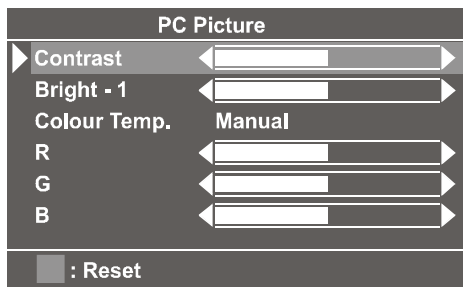 PC Picture
Contrast
Bright - 1
Colour Temp. Manual
R
G
B
: Reset